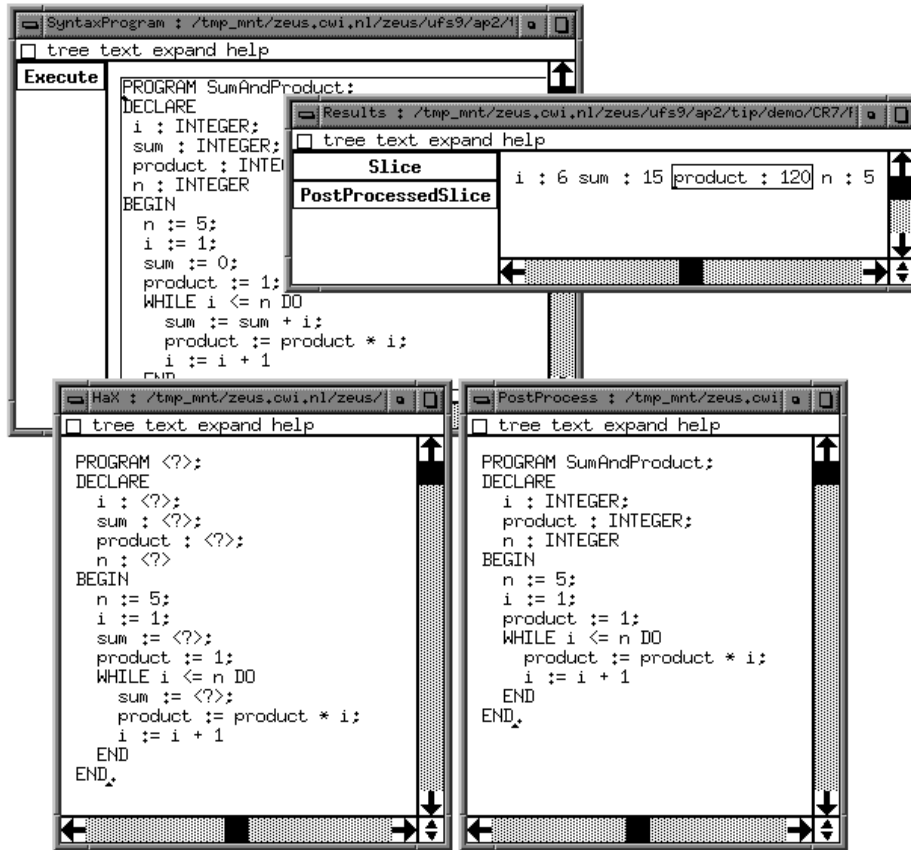 SyntaxProgram : /tmp_mnt/zeus.cwi.nl/zeus/ufs9/ap2/
tree text expand help
Execute
PROGRAM SumAndProduct;
DECLARE
i : INTEGER;
sum : INTEGER;
product : INTE
n : INTEGER
BEGIN
n := 5;
i := 1;
sum := 0;
product := 1;
WHILE i <= n DO
sum := sum + i;
product := product * i;
i := i + 1
END
Results : /tmp_mnt/zeus.cwi.nl/zeus/ufs9/ap2/tip/demo/CR7/
tree text expand help
Slice
PostProcessedSlice
i : 6 sum : 15 product : 120 n : 5
HaX : /tmp_mnt/zeus.cwi.nl/zeus/
tree text expand help
PROGRAM <?>;
DECLARE
i : <?>;
sum : <?>;
product : <?>;
n : <?>
BEGIN
n := 5;
i := 1;
sum := <?>;
product := 1;
WHILE i <= n DO
sum := <?>;
product := product * i;
i := i + 1
END
END.
PostProcess : /tmp_mnt/zeus.cwi
tree text expand help
PROGRAM SumAndProduct;
DECLARE
i : INTEGER;
product : INTEGER;
n : INTEGER
BEGIN
n := 5;
i := 1;
product := 1;
WHILE i <= n DO
product := product * i;
i := i + 1
END
END.